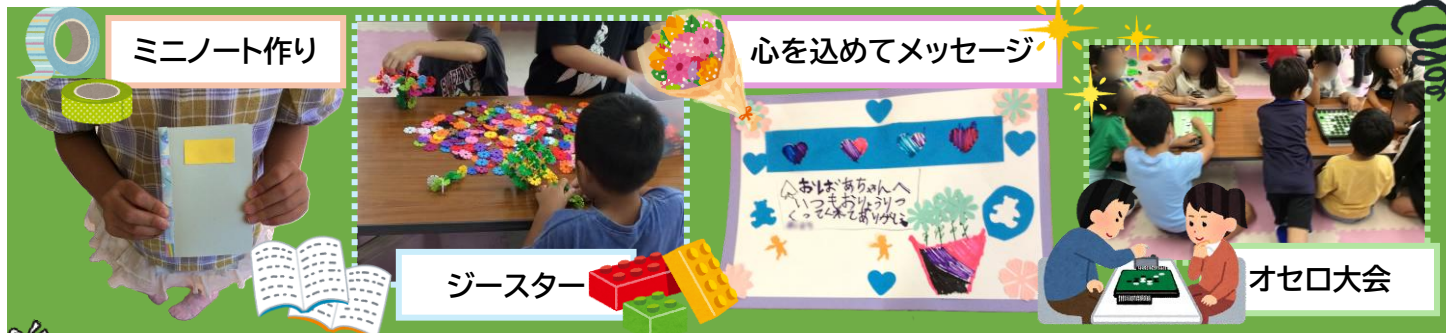 ミニノート作り
ジースター
心を込めてメッセージ
おばあちゃんへ
いつもおりょうりつ
くってくれてありがとう
オセロ大会